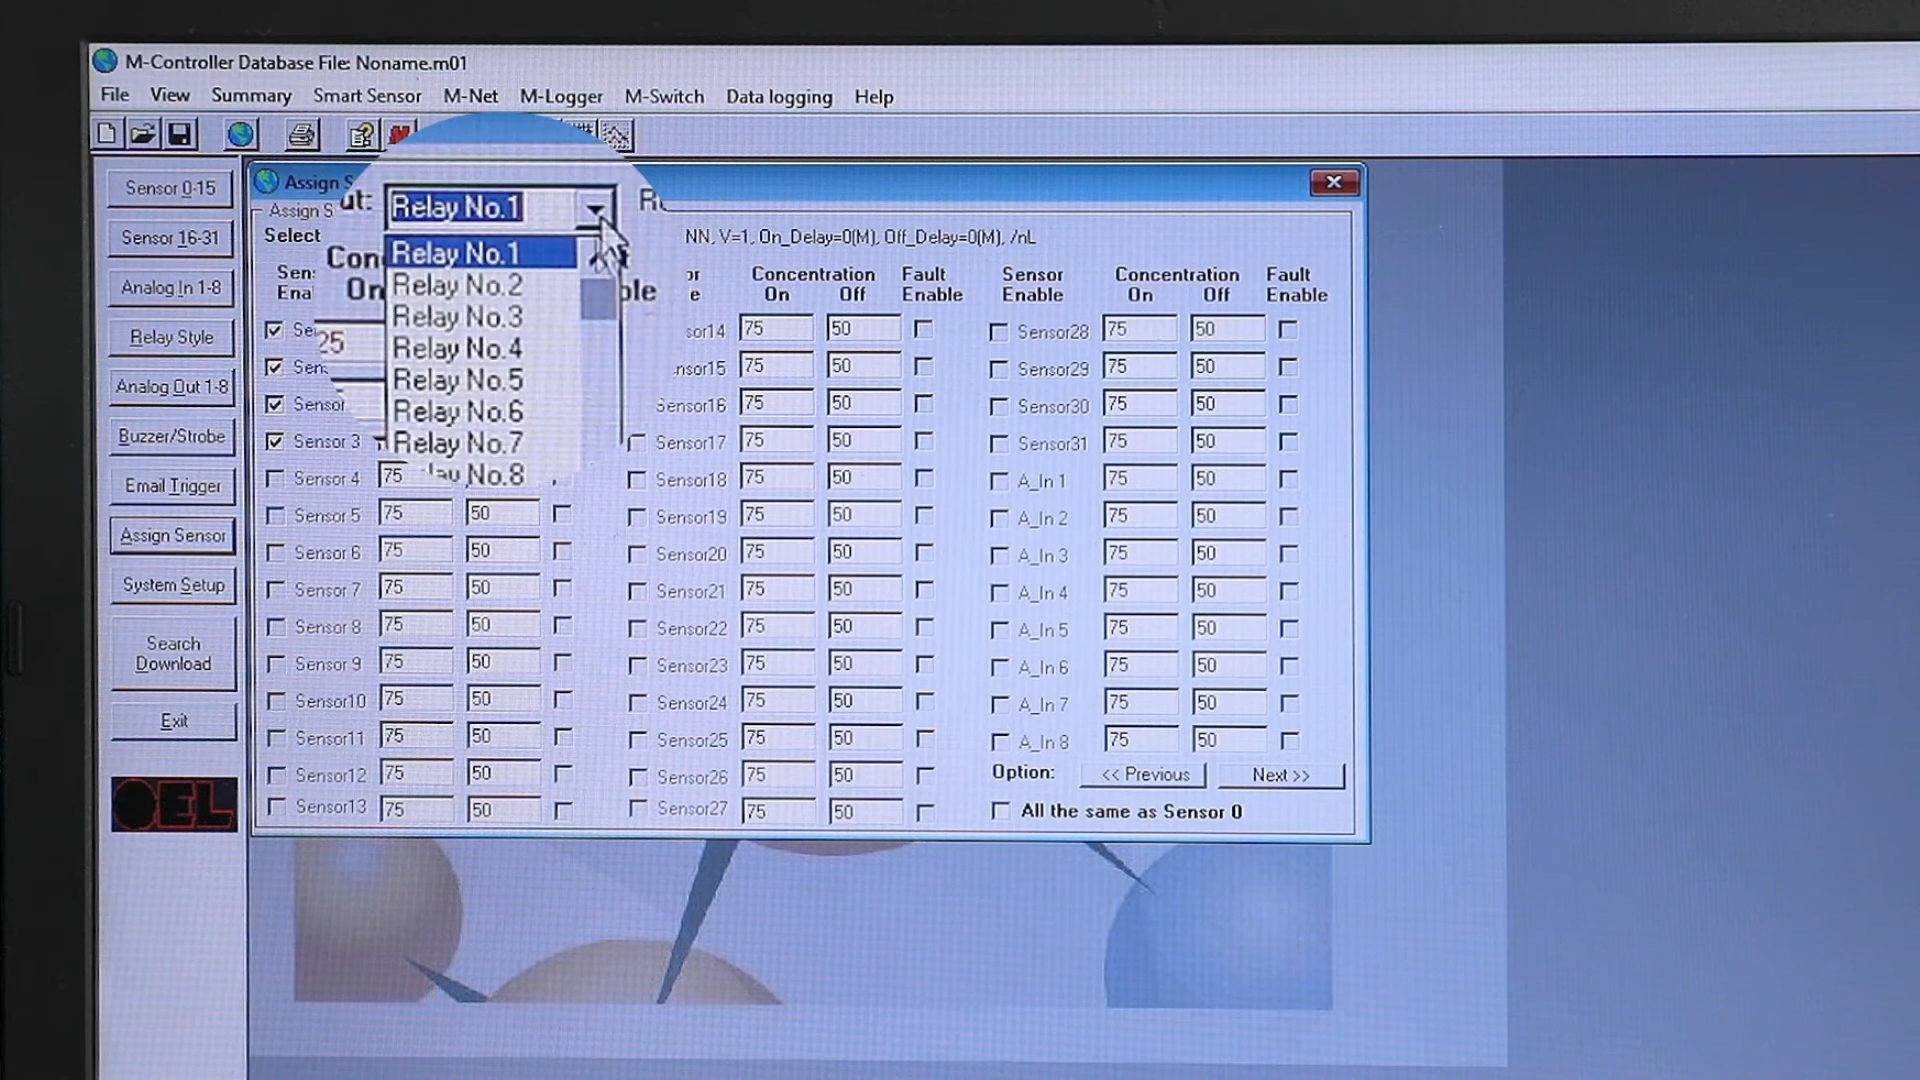 M-Controller Database File: Noname.m01
File View Summary Smart Sensor M-Net M-Logger M-Switch Data logging Help
Sensor 0-15
Sensor 16-31
Analog In 1-8
Relay Style
Analog Out 1-8
Buzzer/Strobe
Email Trigger
Assign Sensor
System Setup
Search
Download
Exit
OEL
Assign S
Assign S
Select
ut: Relay No.1
NN, V=1, On_Delay=0(M), Off_Delay=0(M), /nL
Relay No.1
Relay No.2
Relay No.3
Relay No.4
Relay No.5
Relay No.6
Relay No.7
lay No.8
Sen
Ena
Con
On
ble
25
Concentration Fault
On Off Enable
Sensor Concentration Fault
Enable On Off Enable
Se
Sen
Sensor
Sensor 3
Sensor 4 75
Sensor 5 75 50
Sensor 6 75 50
Sensor 7 75 50
Sensor 8 75 50
Sensor 9 75 50
Sensor10 75 50
Sensor11 75 50
Sensor12 75 50
Sensor13 75 50
sor14 75 50
nsor15 75 50
Sensor16 75 50
Sensor17 75 50
Sensor18 75 50
Sensor19 75 50
Sensor20 75 50
Sensor21 75 50
Sensor22 75 50
Sensor23 75 50
Sensor24 75 50
Sensor25 75 50
Sensor26 75 50
Sensor27 75 50
Sensor28 75 50
Sensor29 75 50
Sensor30 75 50
Sensor31 75 50
A_In 1 75 50
A_In 2 75 50
A_In 3 75 50
A_In 4 75 50
A_In 5 75 50
A_In 6 75 50
A_In 7 75 50
A_In 8 75 50
Option: << Previous Next >>
All the same as Sensor 0